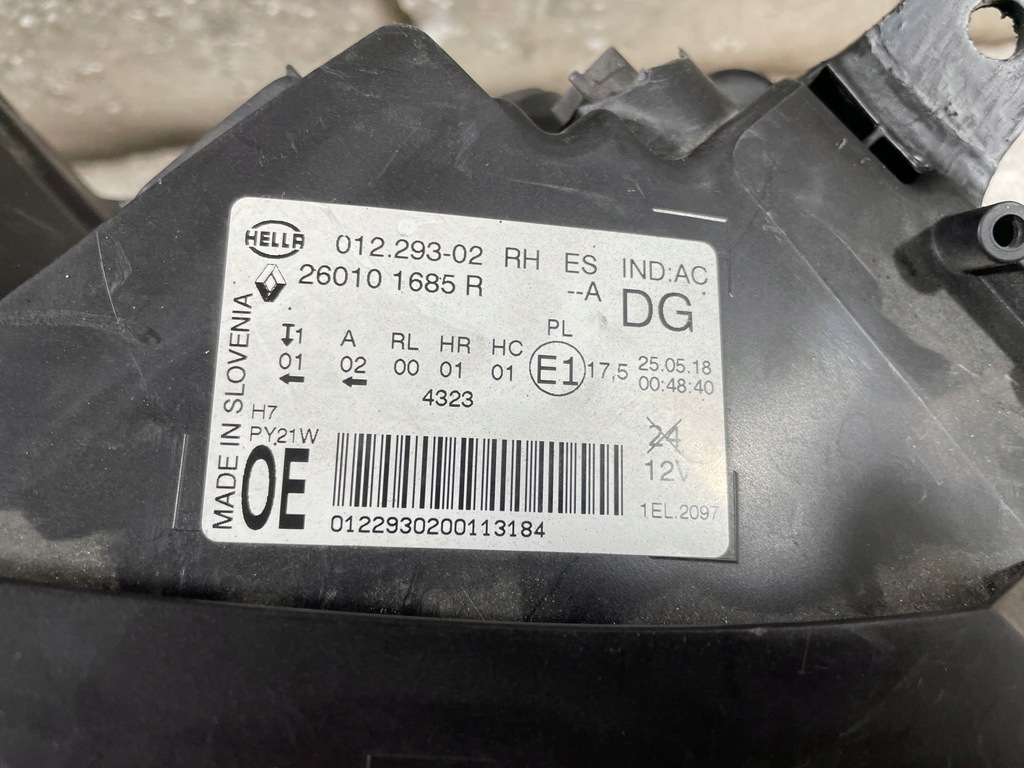 HELLA 012.293-02 RH ES IND:AC
26010 1685 R --A DG
MADE IN SLOVENIA
1 A RL HR HC PL
01 02 00 01 01 E1 17,5 25.05.18
00:48:40
4323
H7
PY21W
24
12V
OE
1EL.2097
0122930200113184